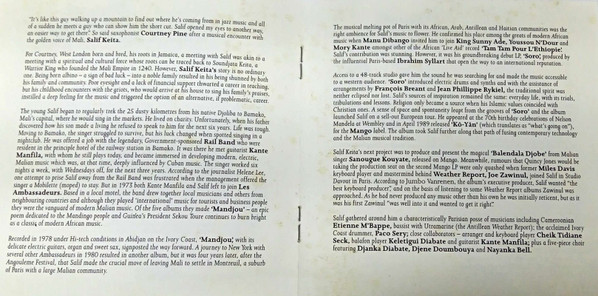 "It's like this guy walking up a mountain to find out where he's coming from in jazz music and all
of a sudden he meets a guy who can show him the short cut. Salif opened my eyes to another way,
an easier way to get there". So said saxophonist Courtney Pine after a musical encounter with
the golden voice of Mali, Salif Keita.
For Courtney, West London born and bred, his roots in Jamaica, a meeting with Salif was akin to a
meeting with a spiritual and cultural force whose roots can be traced back to Soundjata Keita, a
Warrior King who founded the Mali Empire in 1240. However, Salif Keita's story is no ordinary
one. Being born albino – a sign of bad luck – into a noble family resulted in his being shunned by both
his family and community. Poor eyesight and a lack of financial support thwarted a career in teaching,
but his childhood encounters with the griots, who would arrive at his house to sing his family's praises,
instilled a deep feeling for the music and triggered the option of an alternative, if problematic, career.
The young Salif began to regularly trek the 25 dusty kilometres from his native Djoliba to Bamako,
Mali's capital, where he would sing in the markets. He lived on charity. Unfortunately, when his father
discovered how his son made a living he refused to speak to him for the next six years. Life was tough.
Moving to Bamako, the singer struggled to survive, but his luck changed when spotted singing in a
nightclub. He was offered a job with the legendary, Government-sponsored Rail Band who were
resident in the principle hotel of the railway station in Bamako. It was there he met guitarist Kante
Manfila, with whom he still plays today, and became immersed in developing modern, electric,
Malian music which was, at that time, deeply influenced by Cuban music. The singer worked six
nights a week, with Wednesdays off, for the next three years. According to the journalist Helene Lee,
an attempt to prise Salif away from the Rail Band was frustrated when the management offered the
singer a Mobilette (moped) to stay. But in 1973 both Kante Manfila and Salif left to join Les
Ambassadeurs. Based in a local motel, the band drew together local musicians and others from
neighbouring countries and although they played 'international' music for tourists and business people
they were the vanguard of modern Malian music. Of the five albums they made 'Mandjou' – an epic
poem dedicated to the Mandingo people and Guinea's President Sekou Toure continues to burn bright
as a classic of modern African music.
Recorded in 1978 under Hi-tech conditions in Abidjan on the Ivory Coast, 'Mandjou', with its
delicate electric guitars, organ and sweet sax, signposted the way forward. A journey to New York with
several other Ambassadeurs in 1980 resulted in another album, but it was four years later, after the
Angouleme Festival, that Salif made the crucial move of leaving Mali to settle in Montreuil, a suburb
of Paris with a large Malian community.
The musical melting pot of Paris with its African, Arab, Antillean and Haitian communities was the
right ambience for Salif's music to flower. He confirmed his place among the greats of modern African
music when Manu Dibango invited him to join King Sunny Ade, Youssou N'Dour and
Mory Kante amongst other of the African 'Live Aid' record 'Tam Tam Pour L'Ethiopie'.
Salif's contribution was stunning. However, it was his groundbreaking debut LP, 'Soro', produced by
the influential Paris-based Ibrahim Syllart that open the way to an international reputation.
Access to a 48-track studio gave him the sound he was searching for and made the music accessible
to a western audience. 'Soro' introduced electric drums and synths and with the assistance of
arrangements by François Breant and Jean Phillippe Rykiel, the traditional spirit was
neither eclipsed nor lost. Salif's sources of inspiration remained the same: everyday life, with its trials,
tribulations and lessons. Religion only became a source when his Islamic values coincided with
Christian ones. A sense of space and spontaneity leapt from the grooves of 'Soro', and the album
launched Salif on a sell-out European tour. He appeared at the 70th birthday celebrations of Nelson
Mandela at Wembley and in April 1989 released 'Ko-Yan' (which translates as "what's going on"),
for the Mango label. The album took Salif further along that path of fusing contemporary technology
and the Malian musical tradition.
Salif Keita's next project was to produce and present the magical 'Balendala Djobe' from Malian
singer Sanougue Kouyate, released on Mango. Meanwhile, rumours that Quincy Jones would be
taking the production seat on the second Mango LP were only quashed when former Miles Davis
keyboard player and mastermind behind Weather Report, Joe Zawinal, joined Salif in Studio
Davout in Paris. According to Jumbo Vanrenen, the album's executive producer, Salif wanted "the
best keyboard producer", and on the basis of listening to some Weather Report albums Zawinal was
approached. As he had never produced any music other than his own he was initially reticent, but as it
was his first Zawinal "was well into it and wanted to get it right".
Salif gathered around him a characteristically Parisian posse of musicians including Cameroonian
Etienne M'Bappe, bassist with Ultramarine (the Antillean Weather Report); the acclaimed Ivory
Coast drummer, Paco Sery; close collaborators – arranger and keyboard player Cheik Tidiane
Seck, balafon player Keletigui Diabate and guitarist Kante Manfila; plus a five-piece choir
featuring Djanka Diabate, Djene Doumbouya and Nayanka Bell.